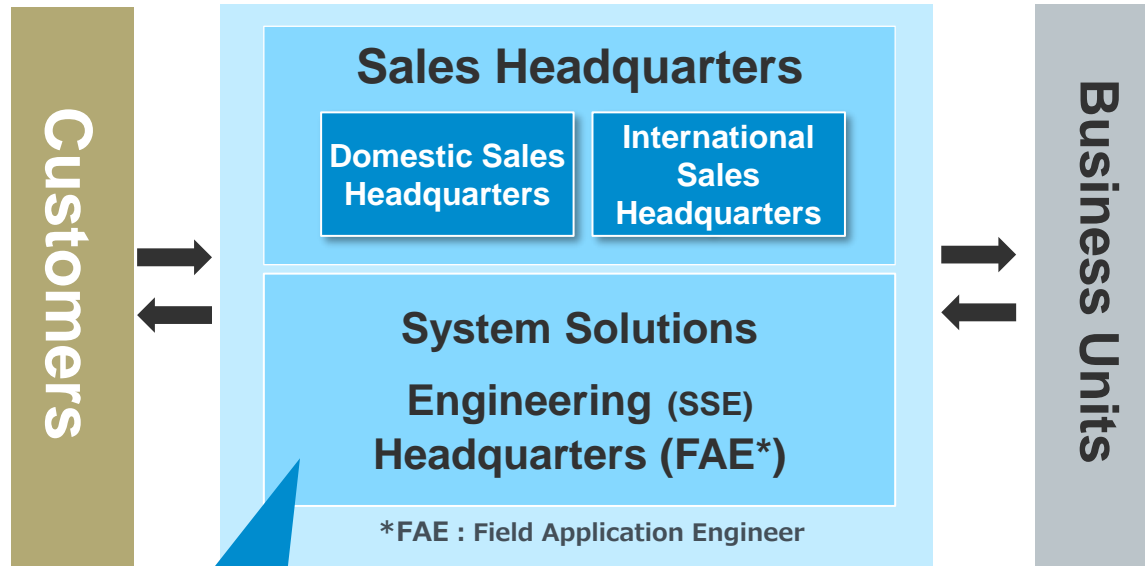 Customers
Sales Headquarters
Domestic Sales
Headquarters
International
Sales
Headquarters
System Solutions
Engineering (SSE)
Headquarters (FAE*)
*FAE : Field Application Engineer
Business Units